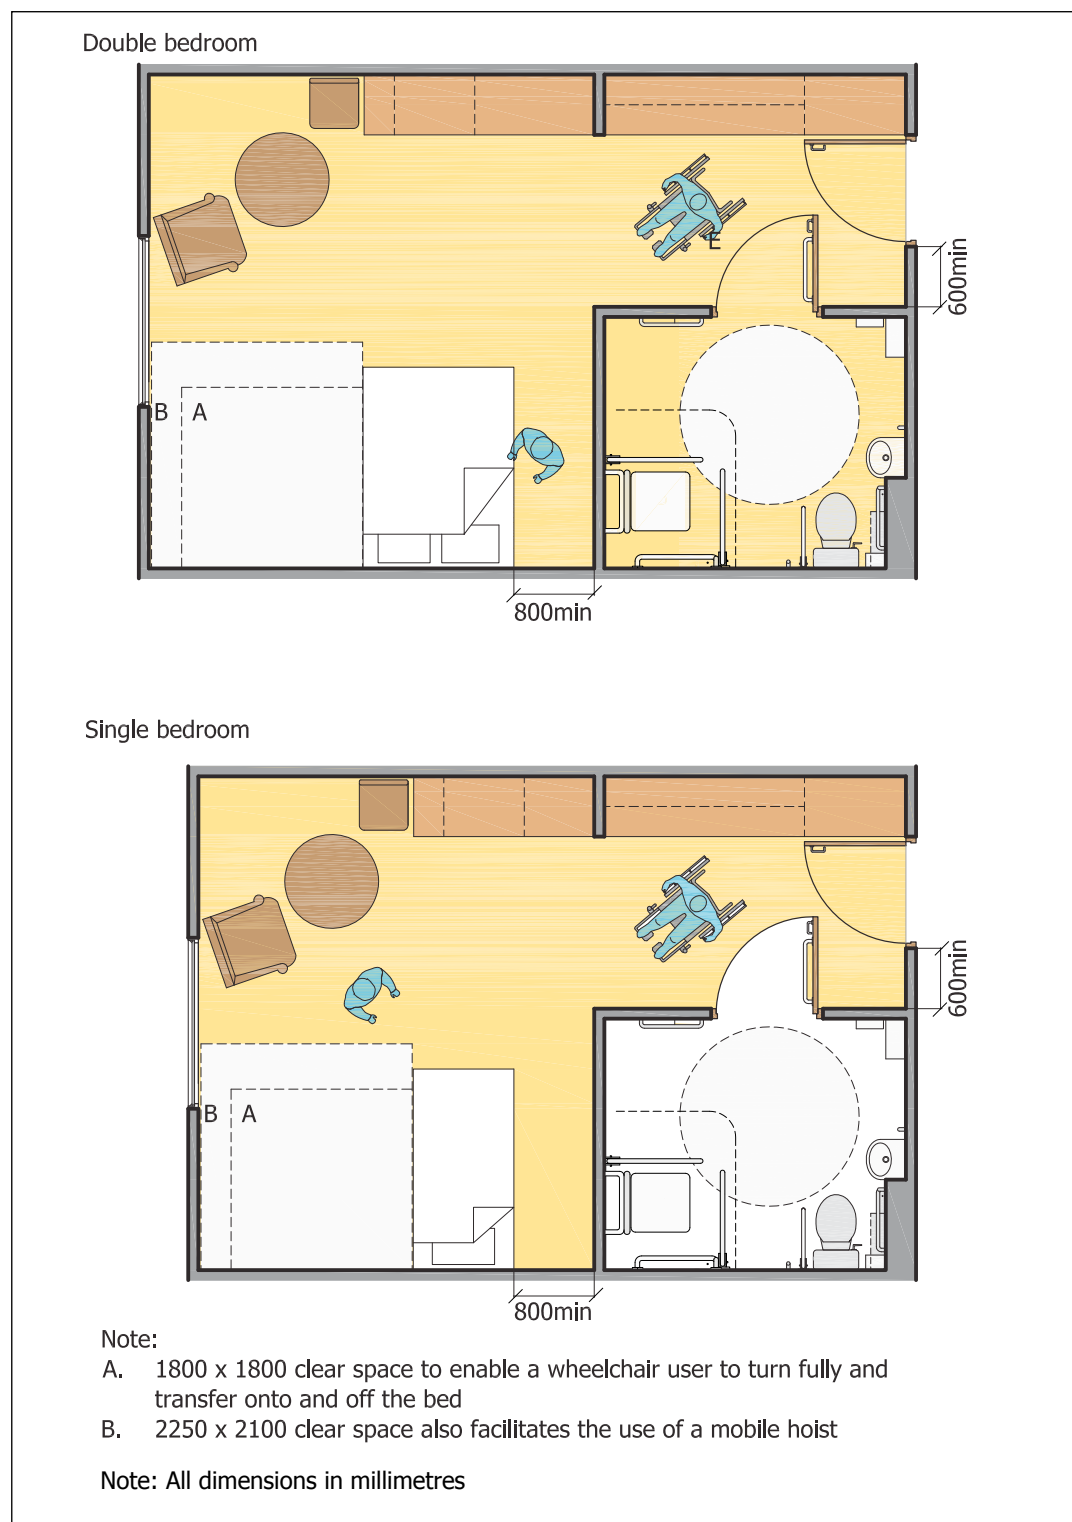 Double bedroom
E
600min
B A
800min
Single bedroom
600min
B A
800min
Note:
A. 1800 x 1800 clear space to enable a wheelchair user to turn fully and
transfer onto and off the bed
B. 2250 x 2100 clear space also facilitates the use of a mobile hoist
Note: All dimensions in millimetres